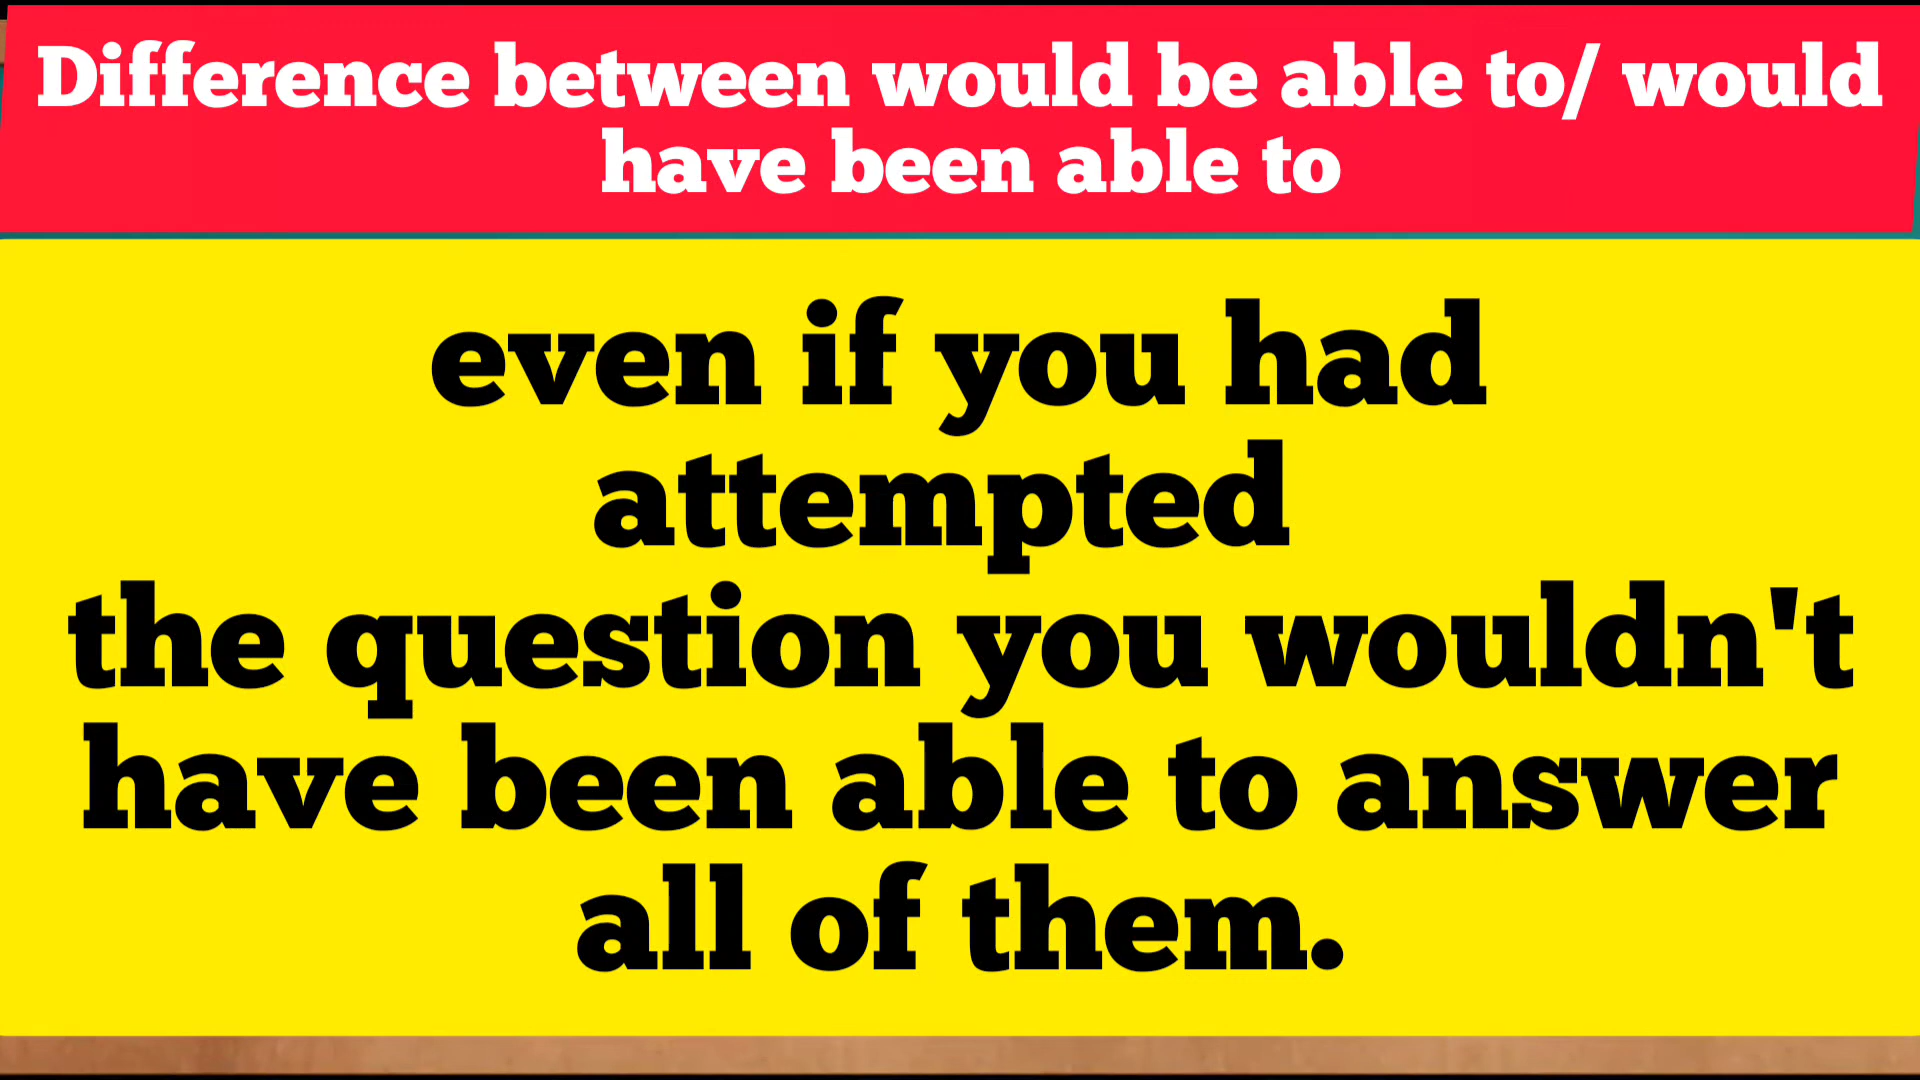 Difference between would be able to/ would
have been able to
even if you had
attempted
the question you wouldn't
have been able to answer
all of them.